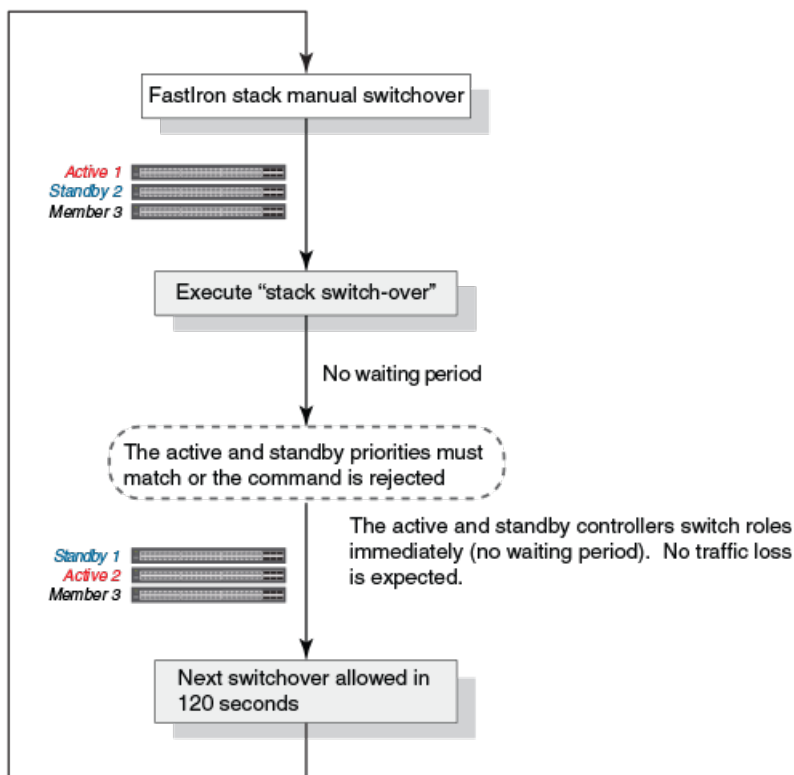 FastIron stack manual switchover
Active 1
Standby 2
Member 3
Execute “stack switch-over”
No waiting period
The active and standby priorities must
match or the command is rejected
The active and standby controllers switch roles
immediately (no waiting period).  No traffic loss
is expected.
Standby 1
Active 2
Member 3
Next switchover allowed in
120 seconds